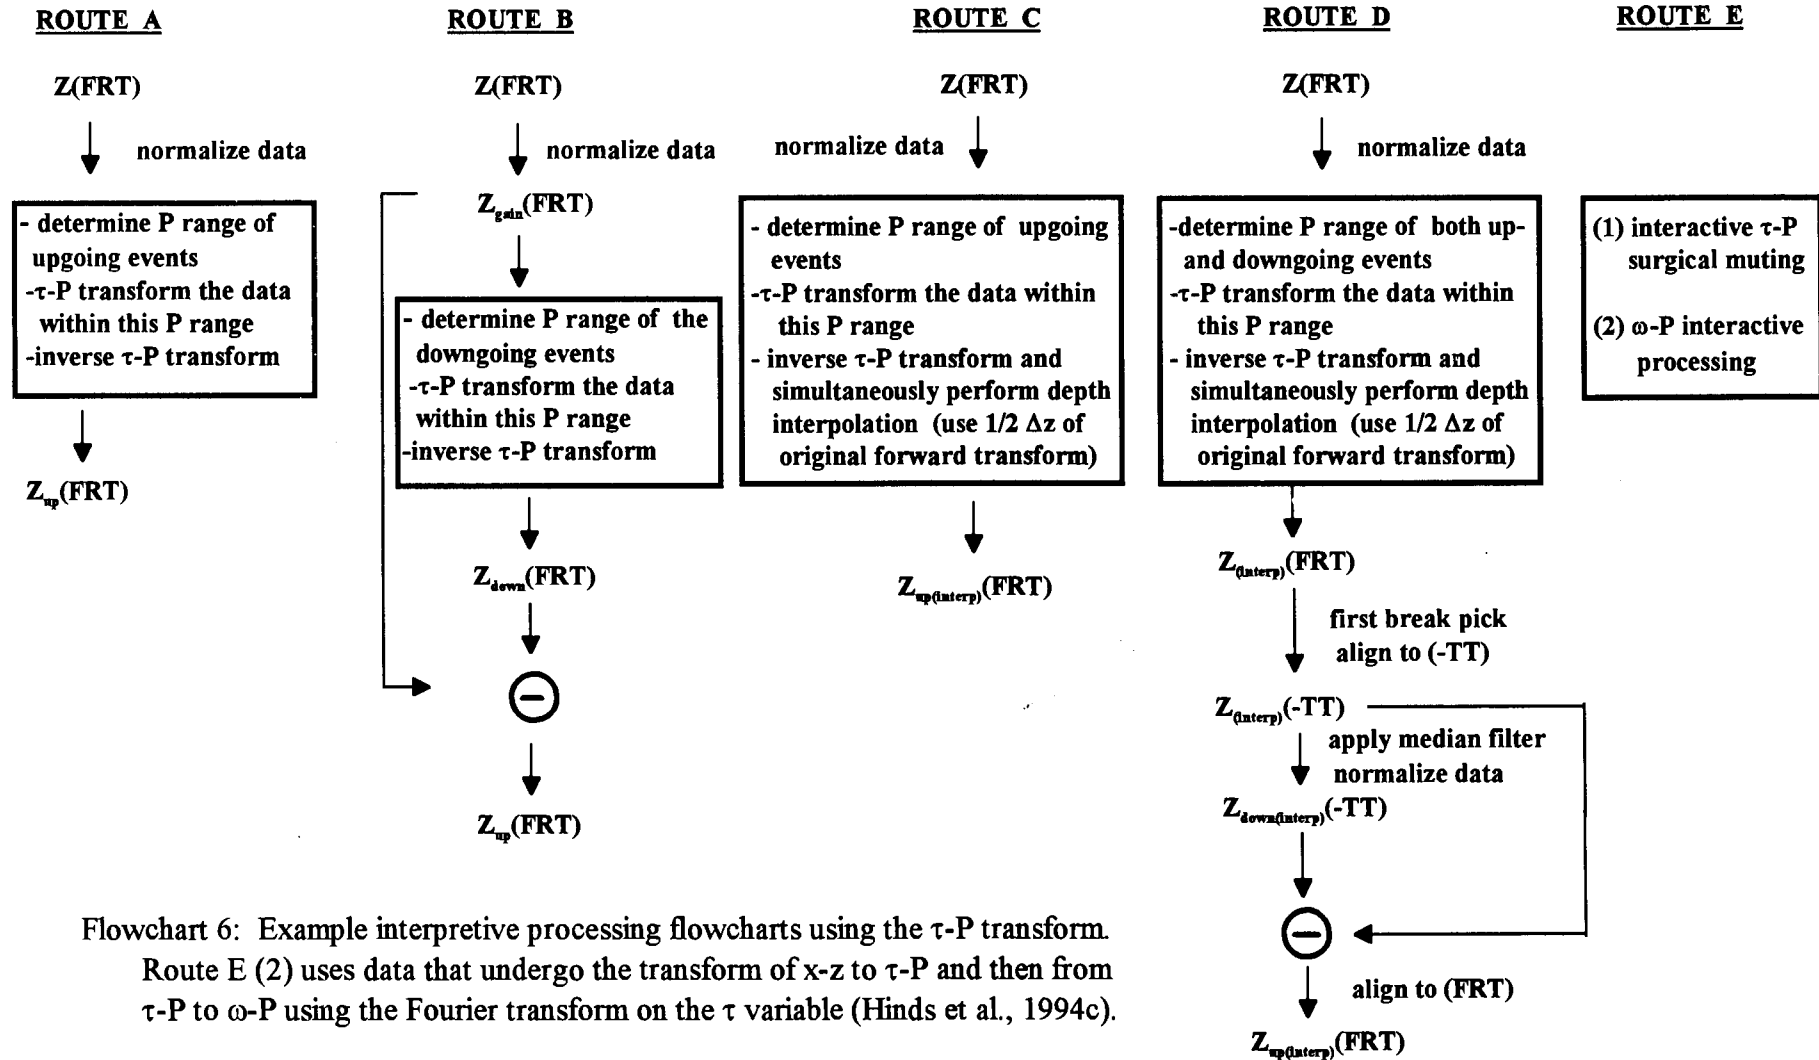 ROUTE A
Z(FRT)
normalize data
- determine P range of
upgoing events
-τ-P transform the data
within this P range
-inverse τ-P transform
Zup(FRT)
ROUTE B
Z(FRT)
normalize data
Zgain(FRT)
- determine P range of the
downgoing events
-τ-P transform the data
within this P range
-inverse τ-P transform
Zdown(FRT)
−
Zup(FRT)
ROUTE C
Z(FRT)
normalize data
- determine P range of upgoing
events
-τ-P transform the data within
this P range
- inverse τ-P transform and
simultaneously perform depth
interpolation (use 1/2 Δz of
original forward transform)
Zup(interp)(FRT)
ROUTE D
Z(FRT)
normalize data
-determine P range of both up-
and downgoing events
-τ-P transform the data within
this P range
- inverse τ-P transform and
simultaneously perform depth
interpolation (use 1/2 Δz of
original forward transform)
Z(interp)(FRT)
first break pick
align to (-TT)
Z(interp)(-TT)
apply median filter
normalize data
Zdown(interp)(-TT)
−
align to (FRT)
Zup(interp)(FRT)
ROUTE E
(1) interactive τ-P
surgical muting
(2) ω-P interactive
processing
Flowchart 6: Example interpretive processing flowcharts using the τ-P transform.
Route E (2) uses data that undergo the transform of x-z to τ-P and then from
τ-P to ω-P using the Fourier transform on the τ variable (Hinds et al., 1994c).